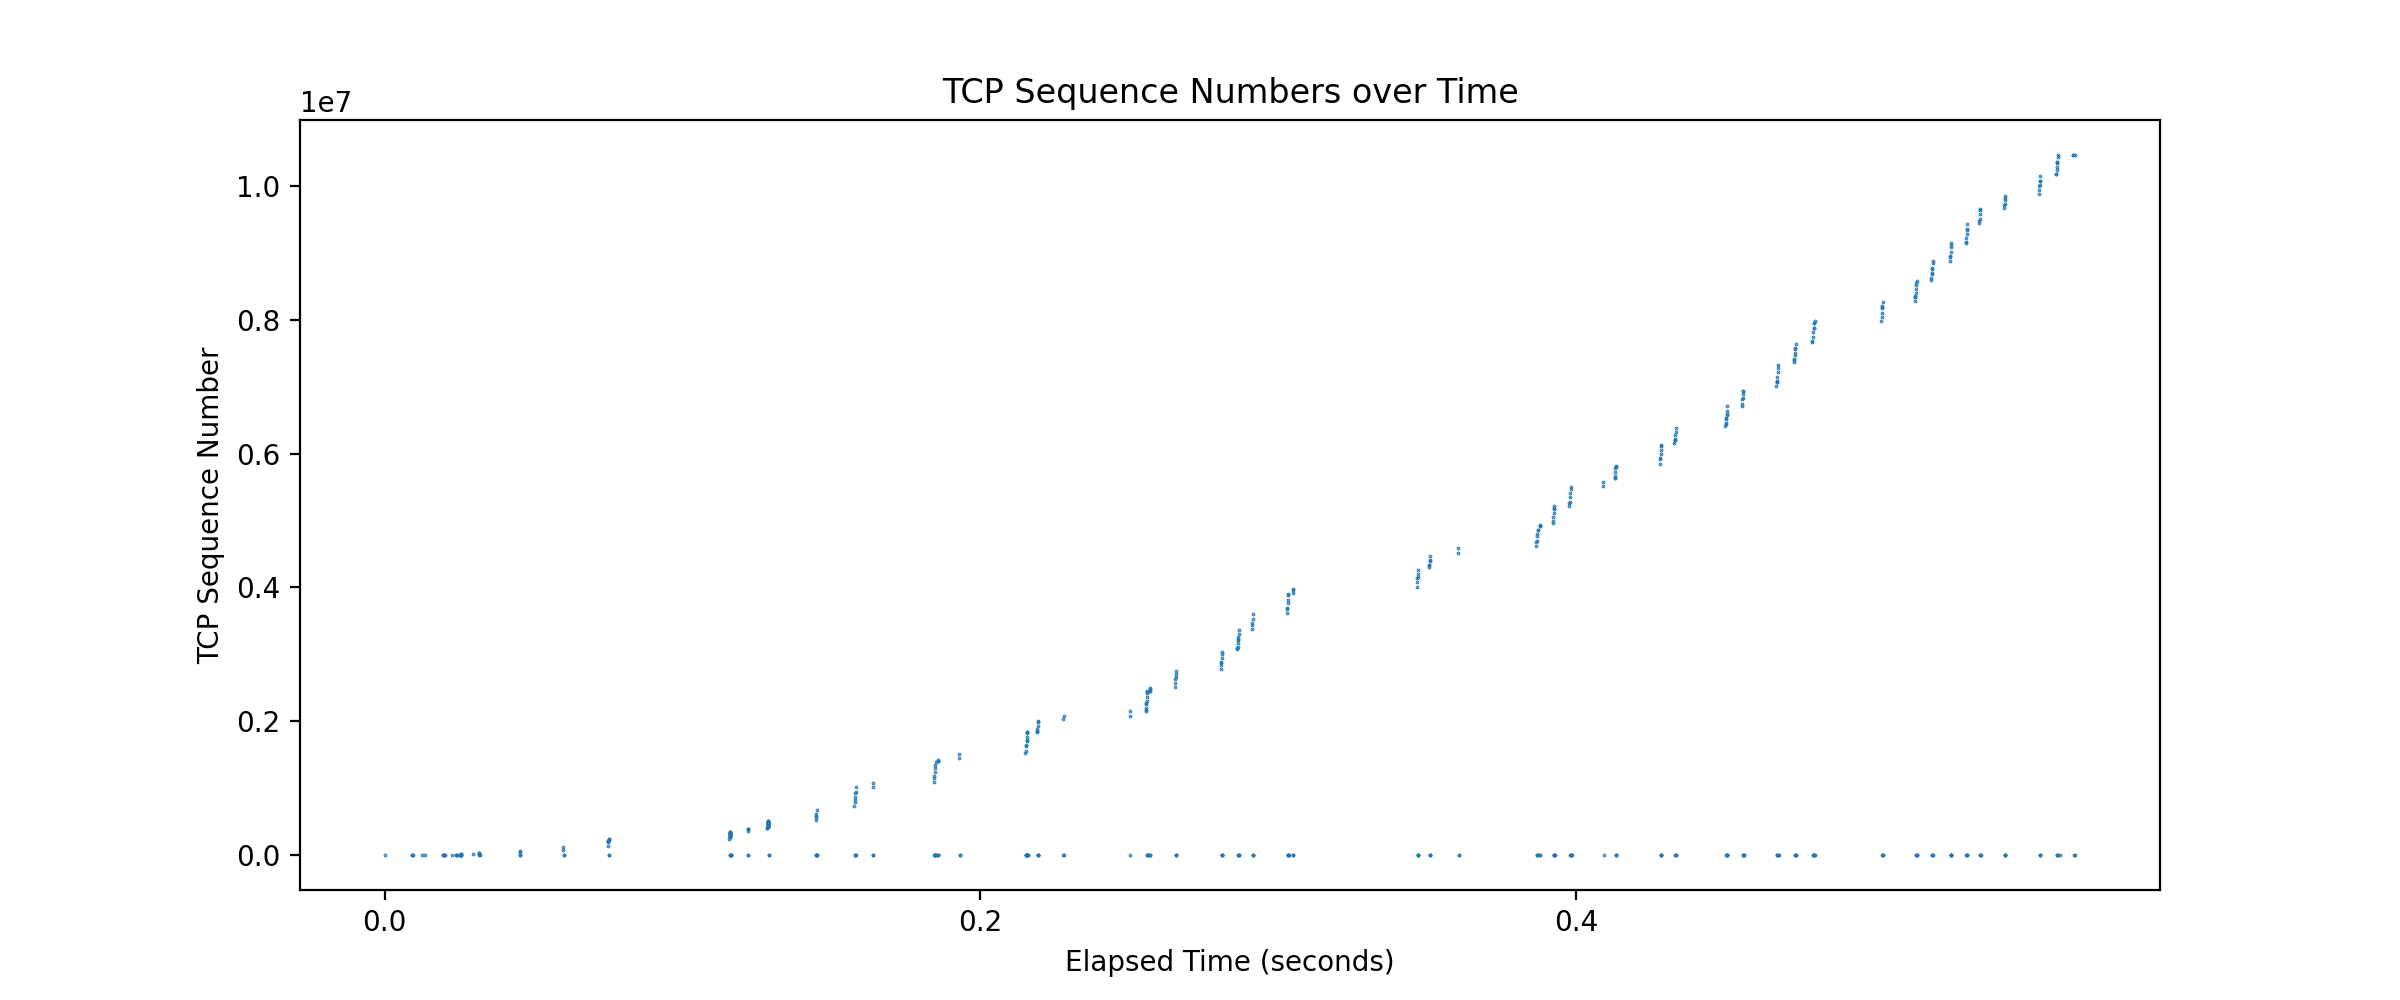 TCP Sequence Numbers over Time
1e7
1.0
0.8
0.6
0.4
0.2
0.0
TCP Sequence Number
0.0 0.2 0.4
Elapsed Time (seconds)